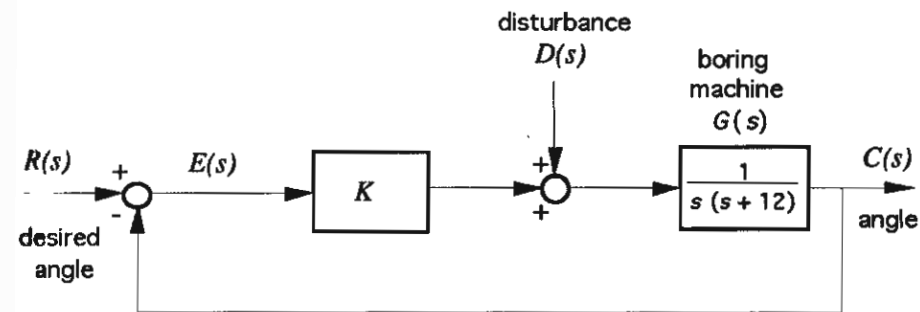 disturbance
D(s)
boring
machine
G(s)
R(s)
+
E(s)
K
+
+
1
s (s + 12)
C(s)
-
desired
angle
angle